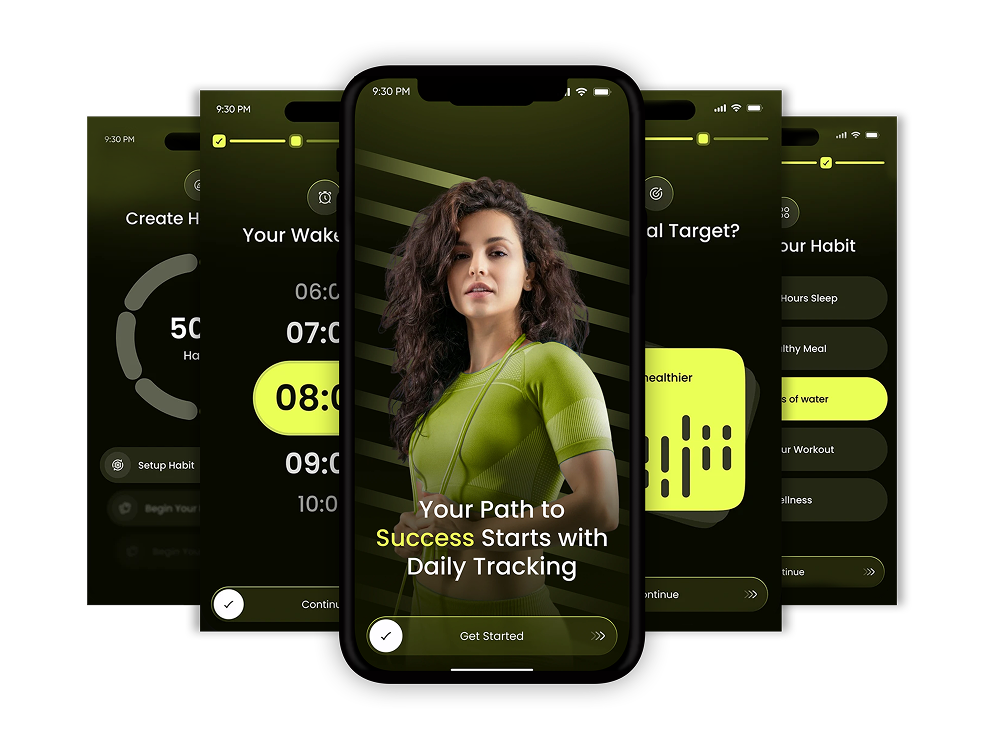 9:30 PM
Create H
50
Ha
Setup Habit
Begin Your
Begin You
9:30 PM
Your Wake
06:0
07:0
08:0
09:0
10:0
Continu
9:30 PM
Your Path to
Success Starts with
Daily Tracking
Get Started
al Target?
healthier
ontinue
our Habit
Hours Sleep
lthy Meal
s of water
ur Workout
ellness
tinue